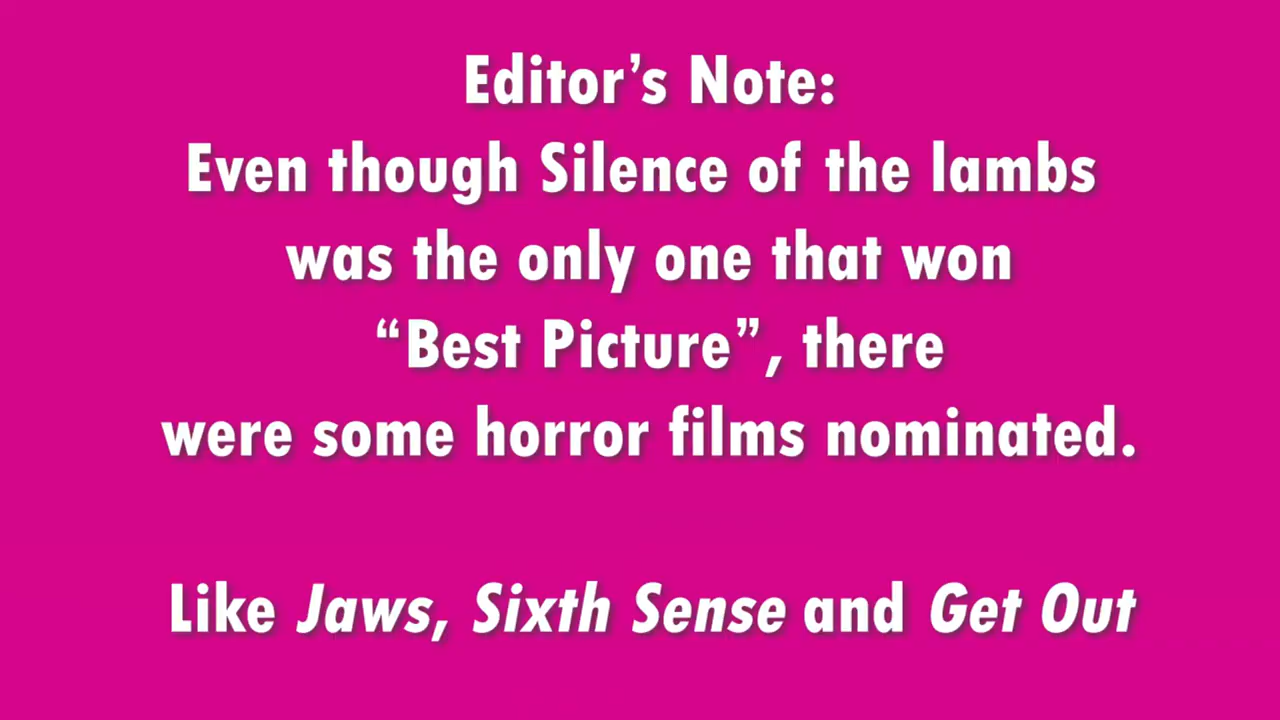 Editor’s Note:
Even though Silence of the lambs
was the only one that won
“Best Picture”, there
were some horror films nominated.
Like Jaws, Sixth Sense and Get Out